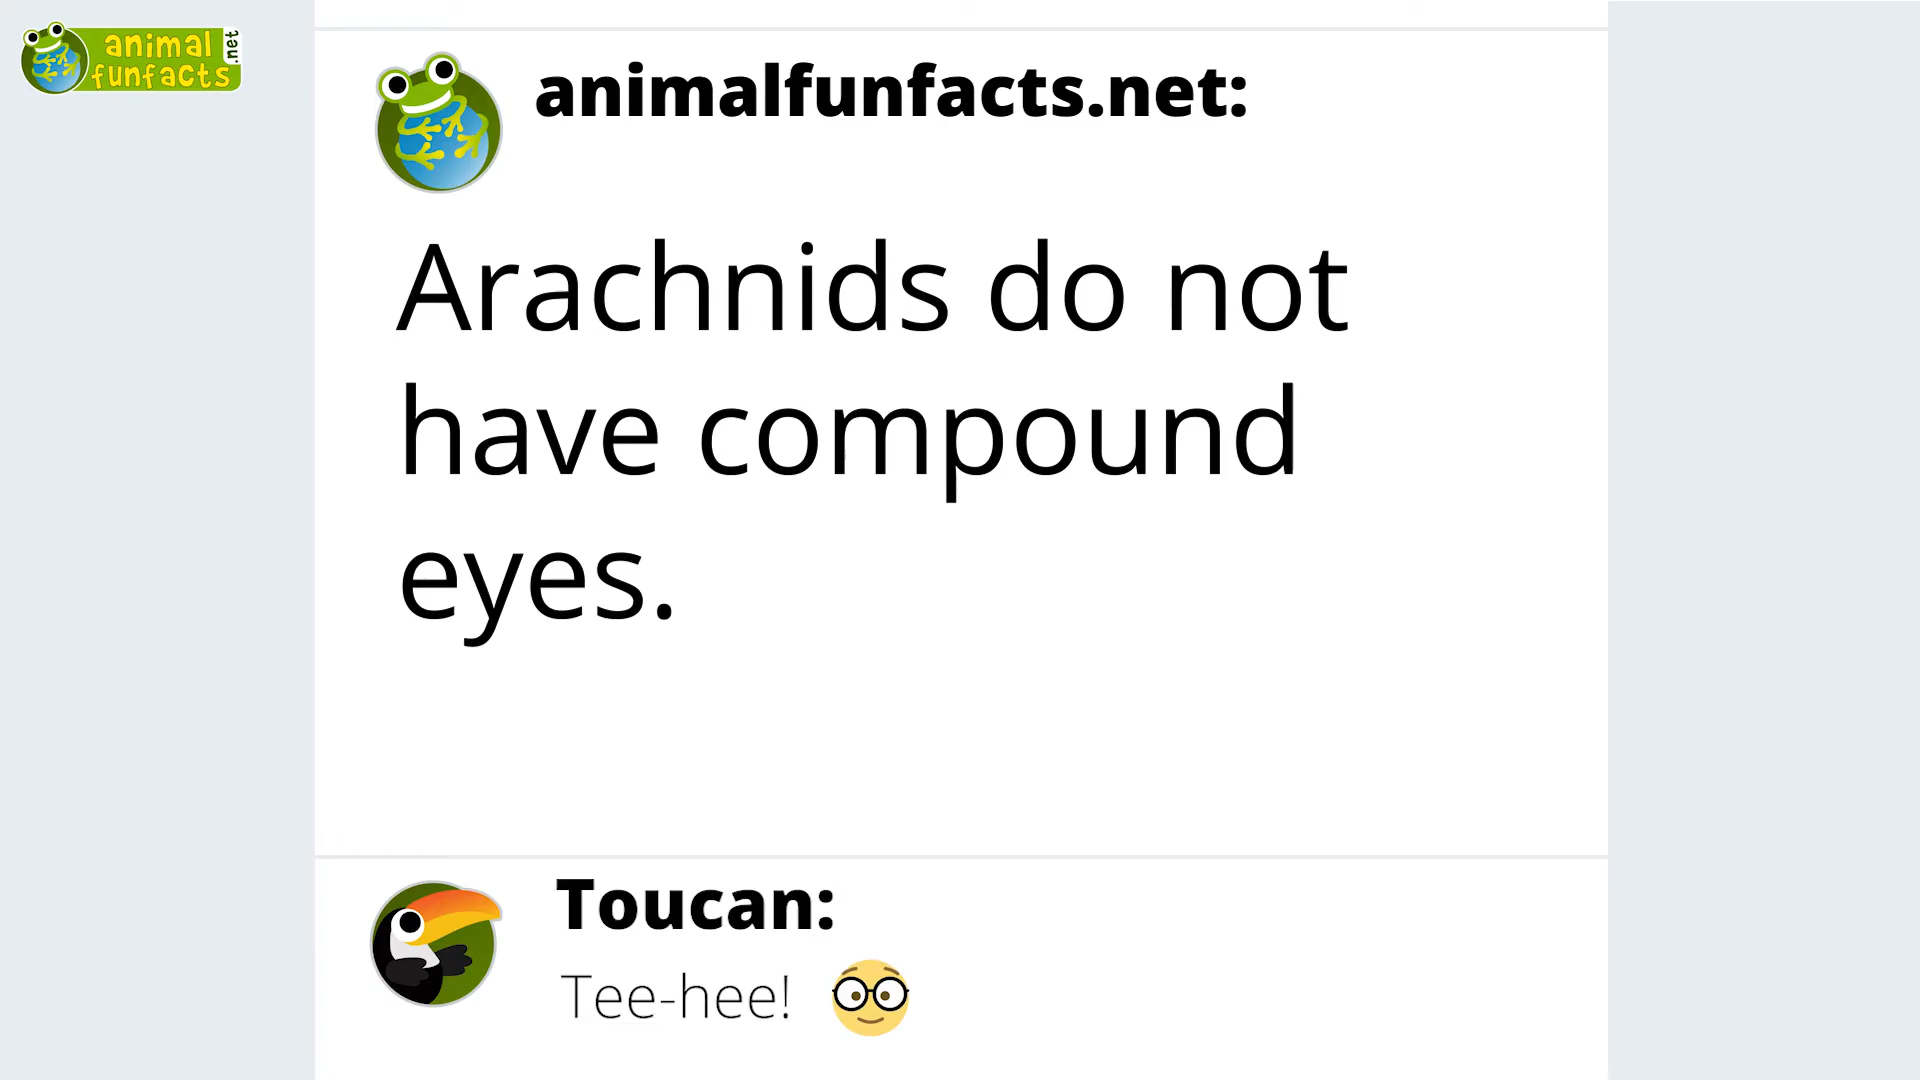 animal
funfacts
.net
animalfunfacts.net:
Arachnids do not
have compound
eyes.
Toucan:
Tee-hee!